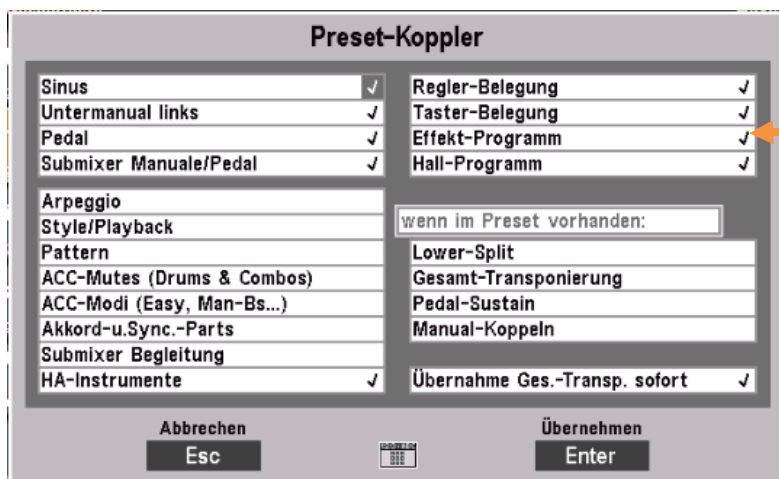 Preset-Koppler
Sinus ✓
Untermanual links ✓
Pedal ✓
Submixer Manuale/Pedal ✓
Arpeggio
Style/Playback
Pattern
ACC-Mutes (Drums & Combos)
ACC-Modi (Easy, Man-Bs...)
Akkord-u.Sync.-Parts
Submixer Begleitung
HA-Instrumente ✓
Regler-Belegung ✓
Taster-Belegung ✓
Effekt-Programm ✓
Hall-Programm ✓
wenn im Preset vorhanden:
Lower-Split
Gesamt-Transponierung
Pedal-Sustain
Manual-Koppeln
Übernahme Ges.-Transp. sofort ✓
Abbrechen
Esc
Übernehmen
Enter